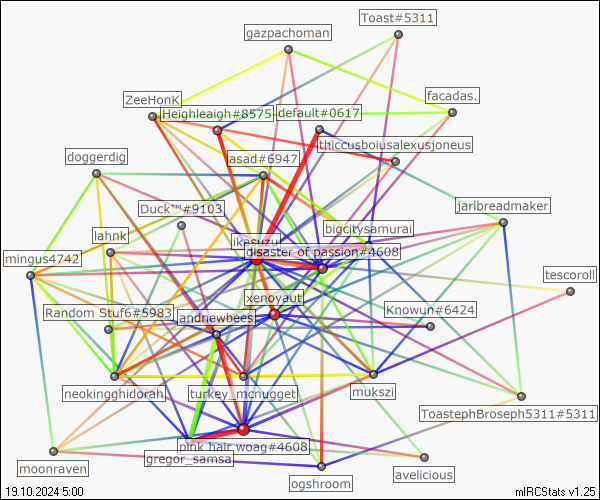 Toast#5311
gazpachoman
ZeeHonK
facadas.
Heighleaigh#8575
default#0617
thiccusboiusalexusjoneus
doggerdig
asad#6947
Duck™#9103
jarlbreadmaker
bigcitysamurai
lahnk
ikasuzu
disaster of passion#4608
mingus4742
tescoroll
xenoyaut
Random Stuf6#5983
andrewbees
Knowun#6424
neokingghidorah
turkey_mcnugget
mukszi
ToastephBroseph5311#5311
pink hair woag#4608
gregor_samsa
moonraven
avelicious
ogshroom
19.10.2024 5:00
mIRCStats v1.25